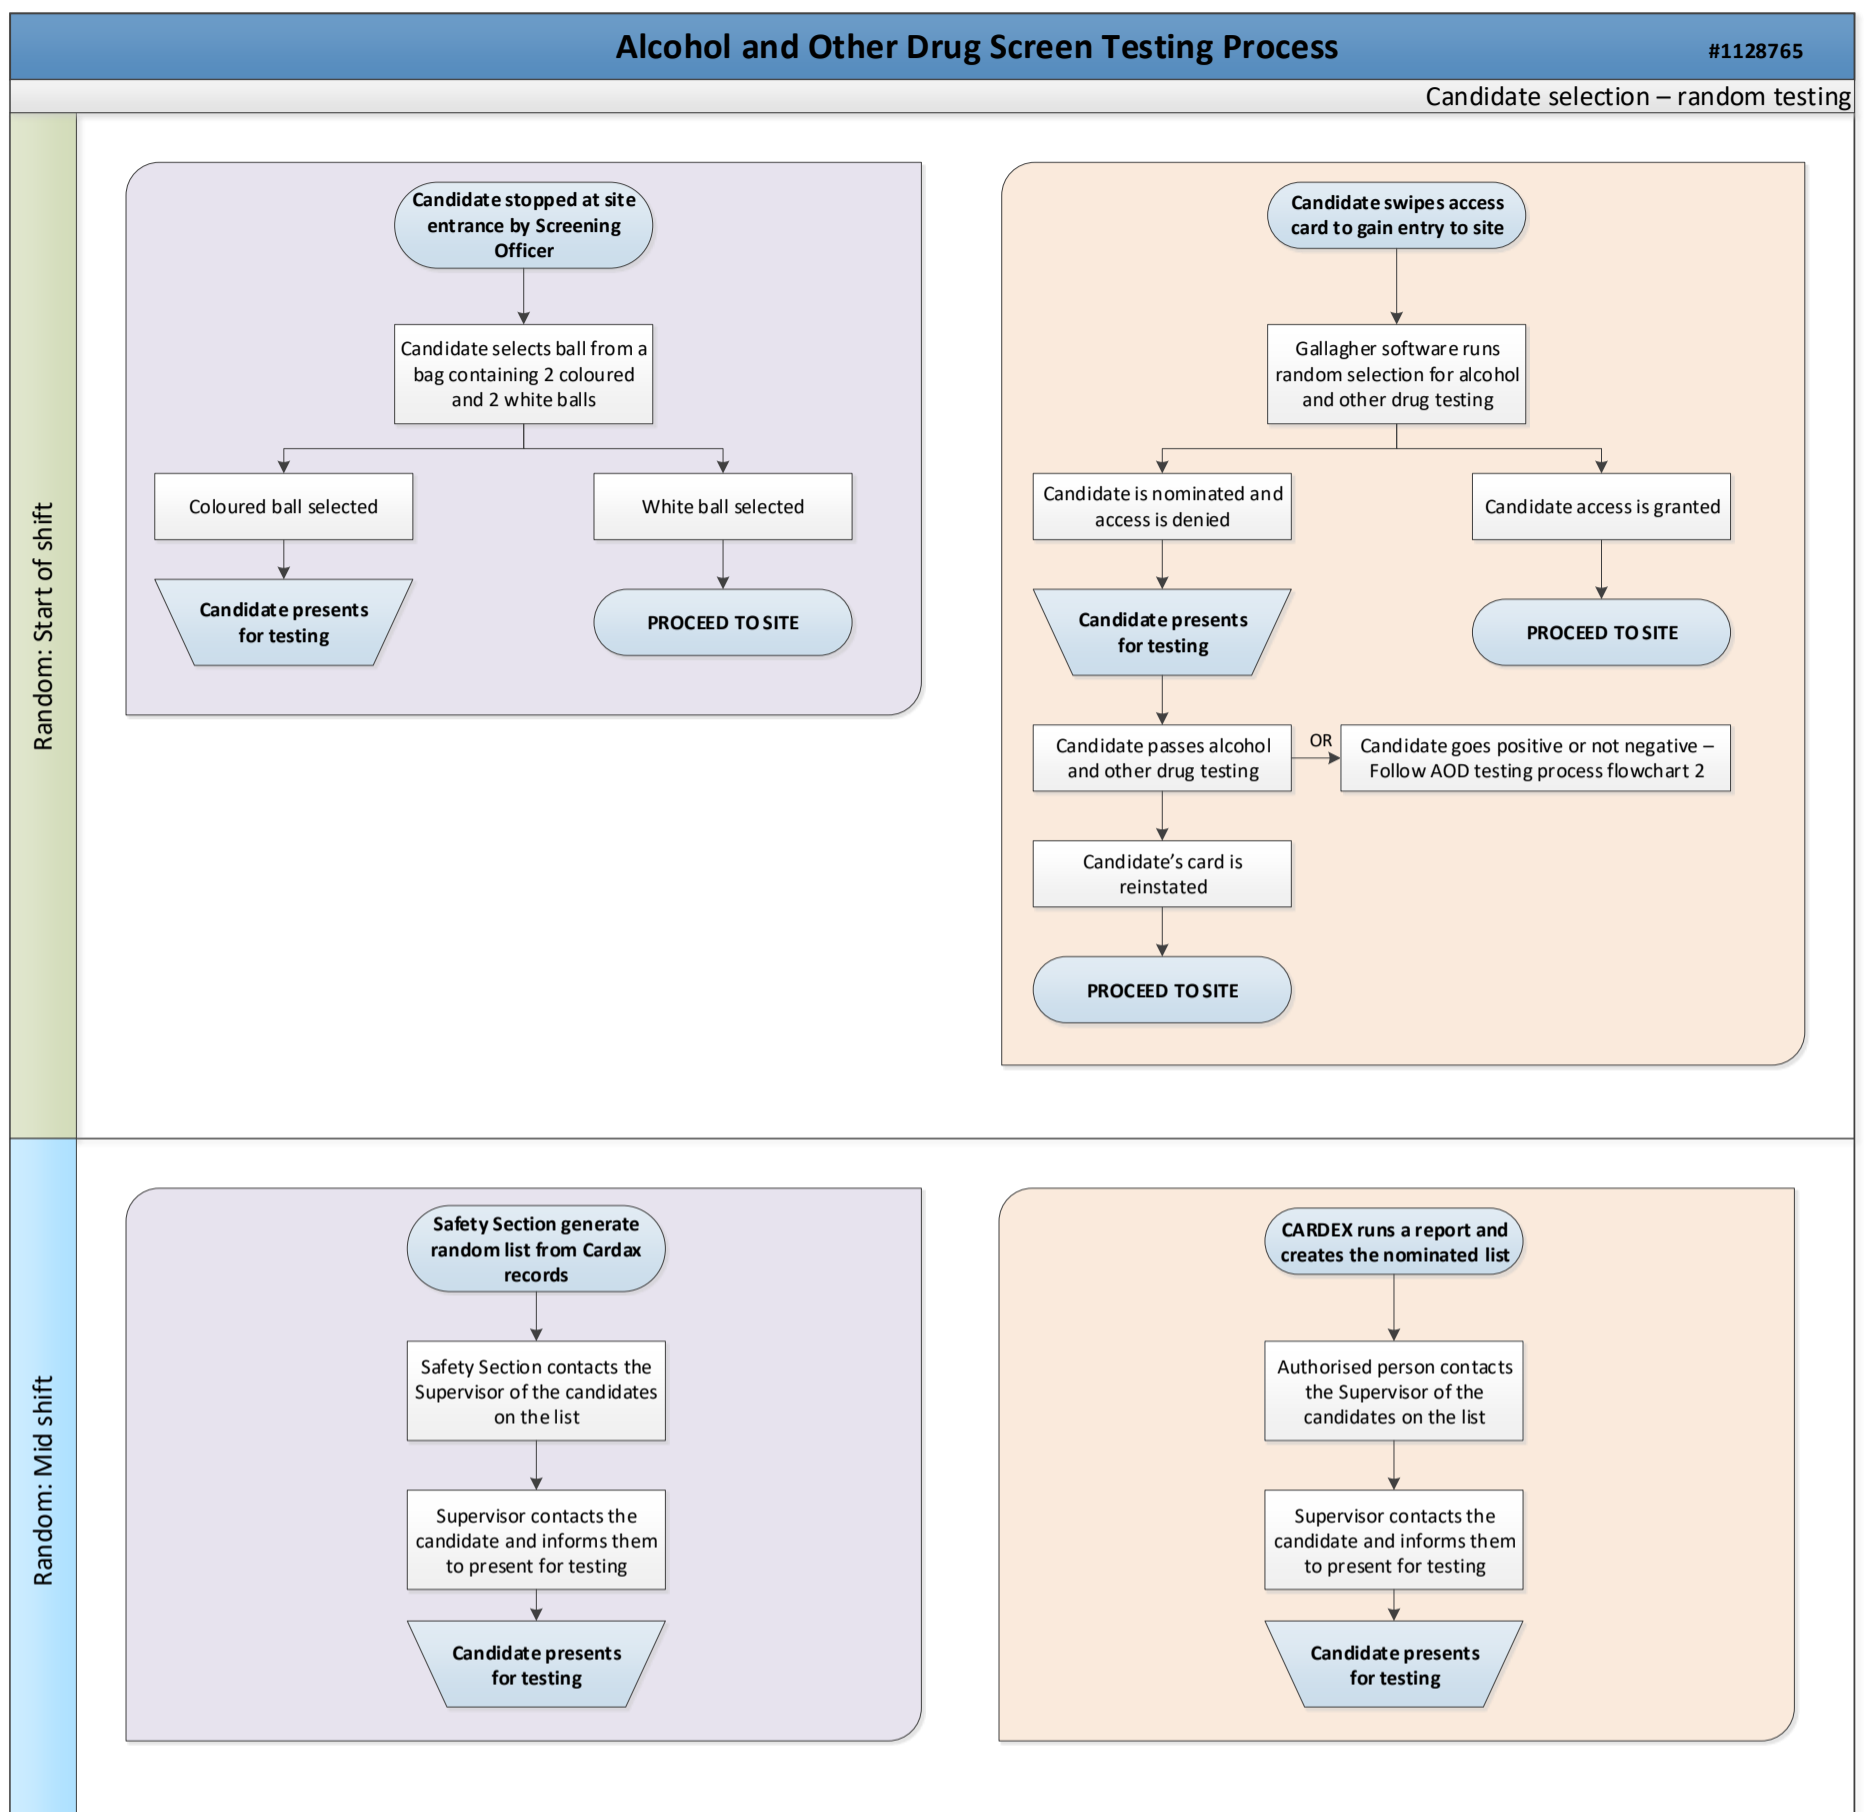 Alcohol and Other Drug Screen Testing Process
#1128765
Candidate selection – random testing
Random: Start of shift
Candidate stopped at site
entrance by Screening
Officer
Candidate selects ball from a
bag containing 2 coloured
and 2 white balls
Coloured ball selected
White ball selected
Candidate presents
for testing
PROCEED TO SITE
Candidate swipes access
card to gain entry to site
Gallagher software runs
random selection for alcohol
and other drug testing
Candidate is nominated and
access is denied
Candidate access is granted
Candidate presents
for testing
PROCEED TO SITE
Candidate passes alcohol
and other drug testing
OR
Candidate goes positive or not negative –
Follow AOD testing process flowchart 2
Candidate's card is
reinstated
PROCEED TO SITE
Random: Mid shift
Safety Section generate
random list from Cardax
records
Safety Section contacts the
Supervisor of the candidates
on the list
Supervisor contacts the
candidate and informs them
to present for testing
Candidate presents
for testing
CARDEX runs a report and
creates the nominated list
Authorised person contacts
the Supervisor of the
candidates on the list
Supervisor contacts the
candidate and informs them
to present for testing
Candidate presents
for testing